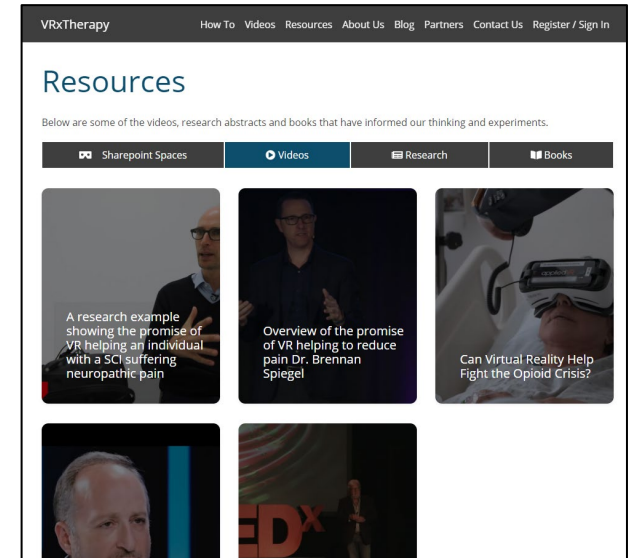 VRxTherapy How To Videos Resources About Us Blog Partners Contact Us Register / Sign In
Resources
Below are some of the videos, research abstracts and books that have informed our thinking and experiments.
Sharepoint Spaces Videos Research Books
A research example
showing the promise of
VR helping an individual
with a SCI suffering
neuropathic pain
Overview of the promise
of VR helping to reduce
pain Dr. Brennan
Spiegel
Can Virtual Reality Help
Fight the Opioid Crisis?
EDx